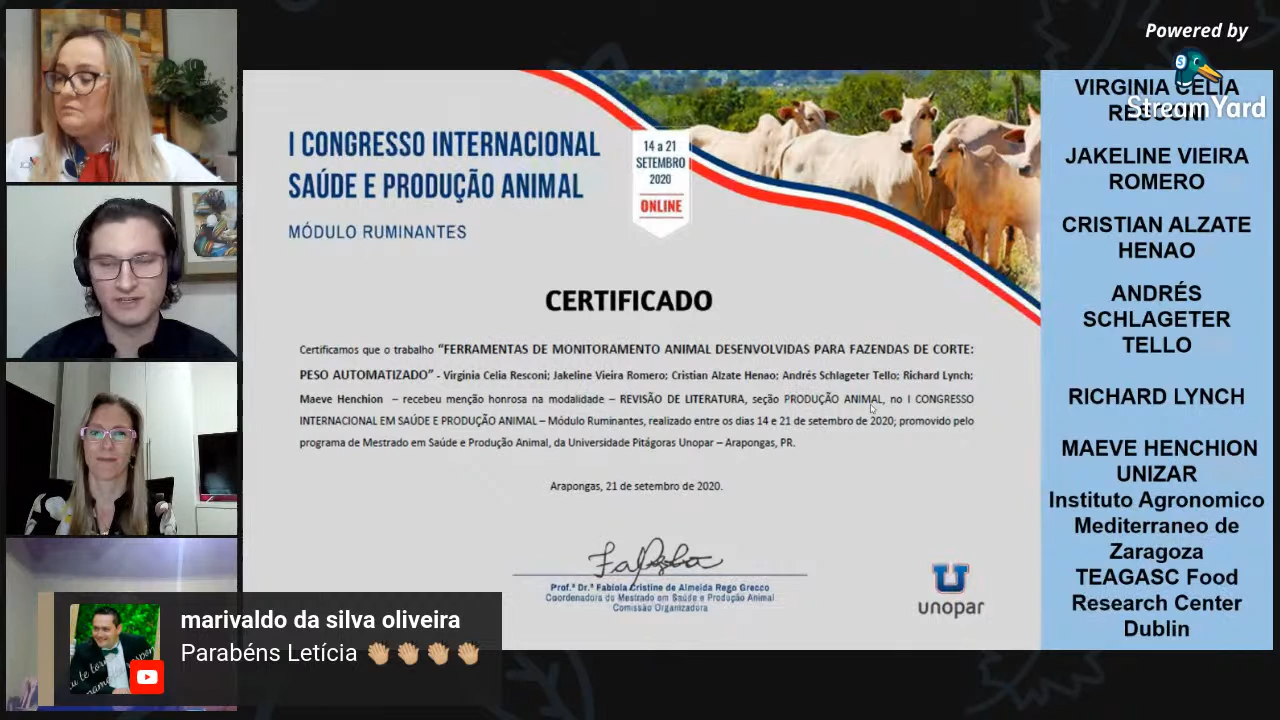 Powered by
StreamYard
I CONGRESSO INTERNACIONAL
SAÚDE E PRODUÇÃO ANIMAL
MÓDULO RUMINANTES
14 a 21
SETEMBRO
2020
ONLINE
CERTIFICADO
Certificamos que o trabalho “FERRAMENTAS DE MONITORAMENTO ANIMAL DESENVOLVIDAS PARA FAZENDAS DE CORTE:
PESO AUTOMATIZADO” - Virginia Celia Resconi; Jakeline Vieira Romero; Cristian Alzate Henao; Andrés Schlageter Tello; Richard Lynch;
Maeve Henchion – recebeu menção honrosa na modalidade – REVISÃO DE LITERATURA, seção PRODUÇÃO ANIMAL, no I CONGRESSO
INTERNACIONAL EM SAÚDE E PRODUÇÃO ANIMAL – Módulo Ruminantes, realizado entre os dias 14 e 21 de setembro de 2020; promovido pelo
programa de Mestrado em Saúde e Produção Animal, da Universidade Pitágoras Unopar – Arapongas, PR.
Arapongas, 21 de setembro de 2020.
Prof.ª Dr.ª Fabíola Cristine de Almeida Rego Grecco
Coordenadora do Mestrado em Saúde e Produção Animal
Comissão Organizadora
unopar
VIRGINIA CELIA
RESCONI
JAKELINE VIEIRA
ROMERO
CRISTIAN ALZATE
HENAO
ANDRÉS
SCHLAGETER
TELLO
RICHARD LYNCH
MAEVE HENCHION
UNIZAR
Instituto Agronomico
Mediterraneo de
Zaragoza
TEAGASC Food
Research Center
Dublin
marivaldo da silva oliveira
Parabéns Letícia 👏🏼 👏🏼 👏🏼 👏🏼